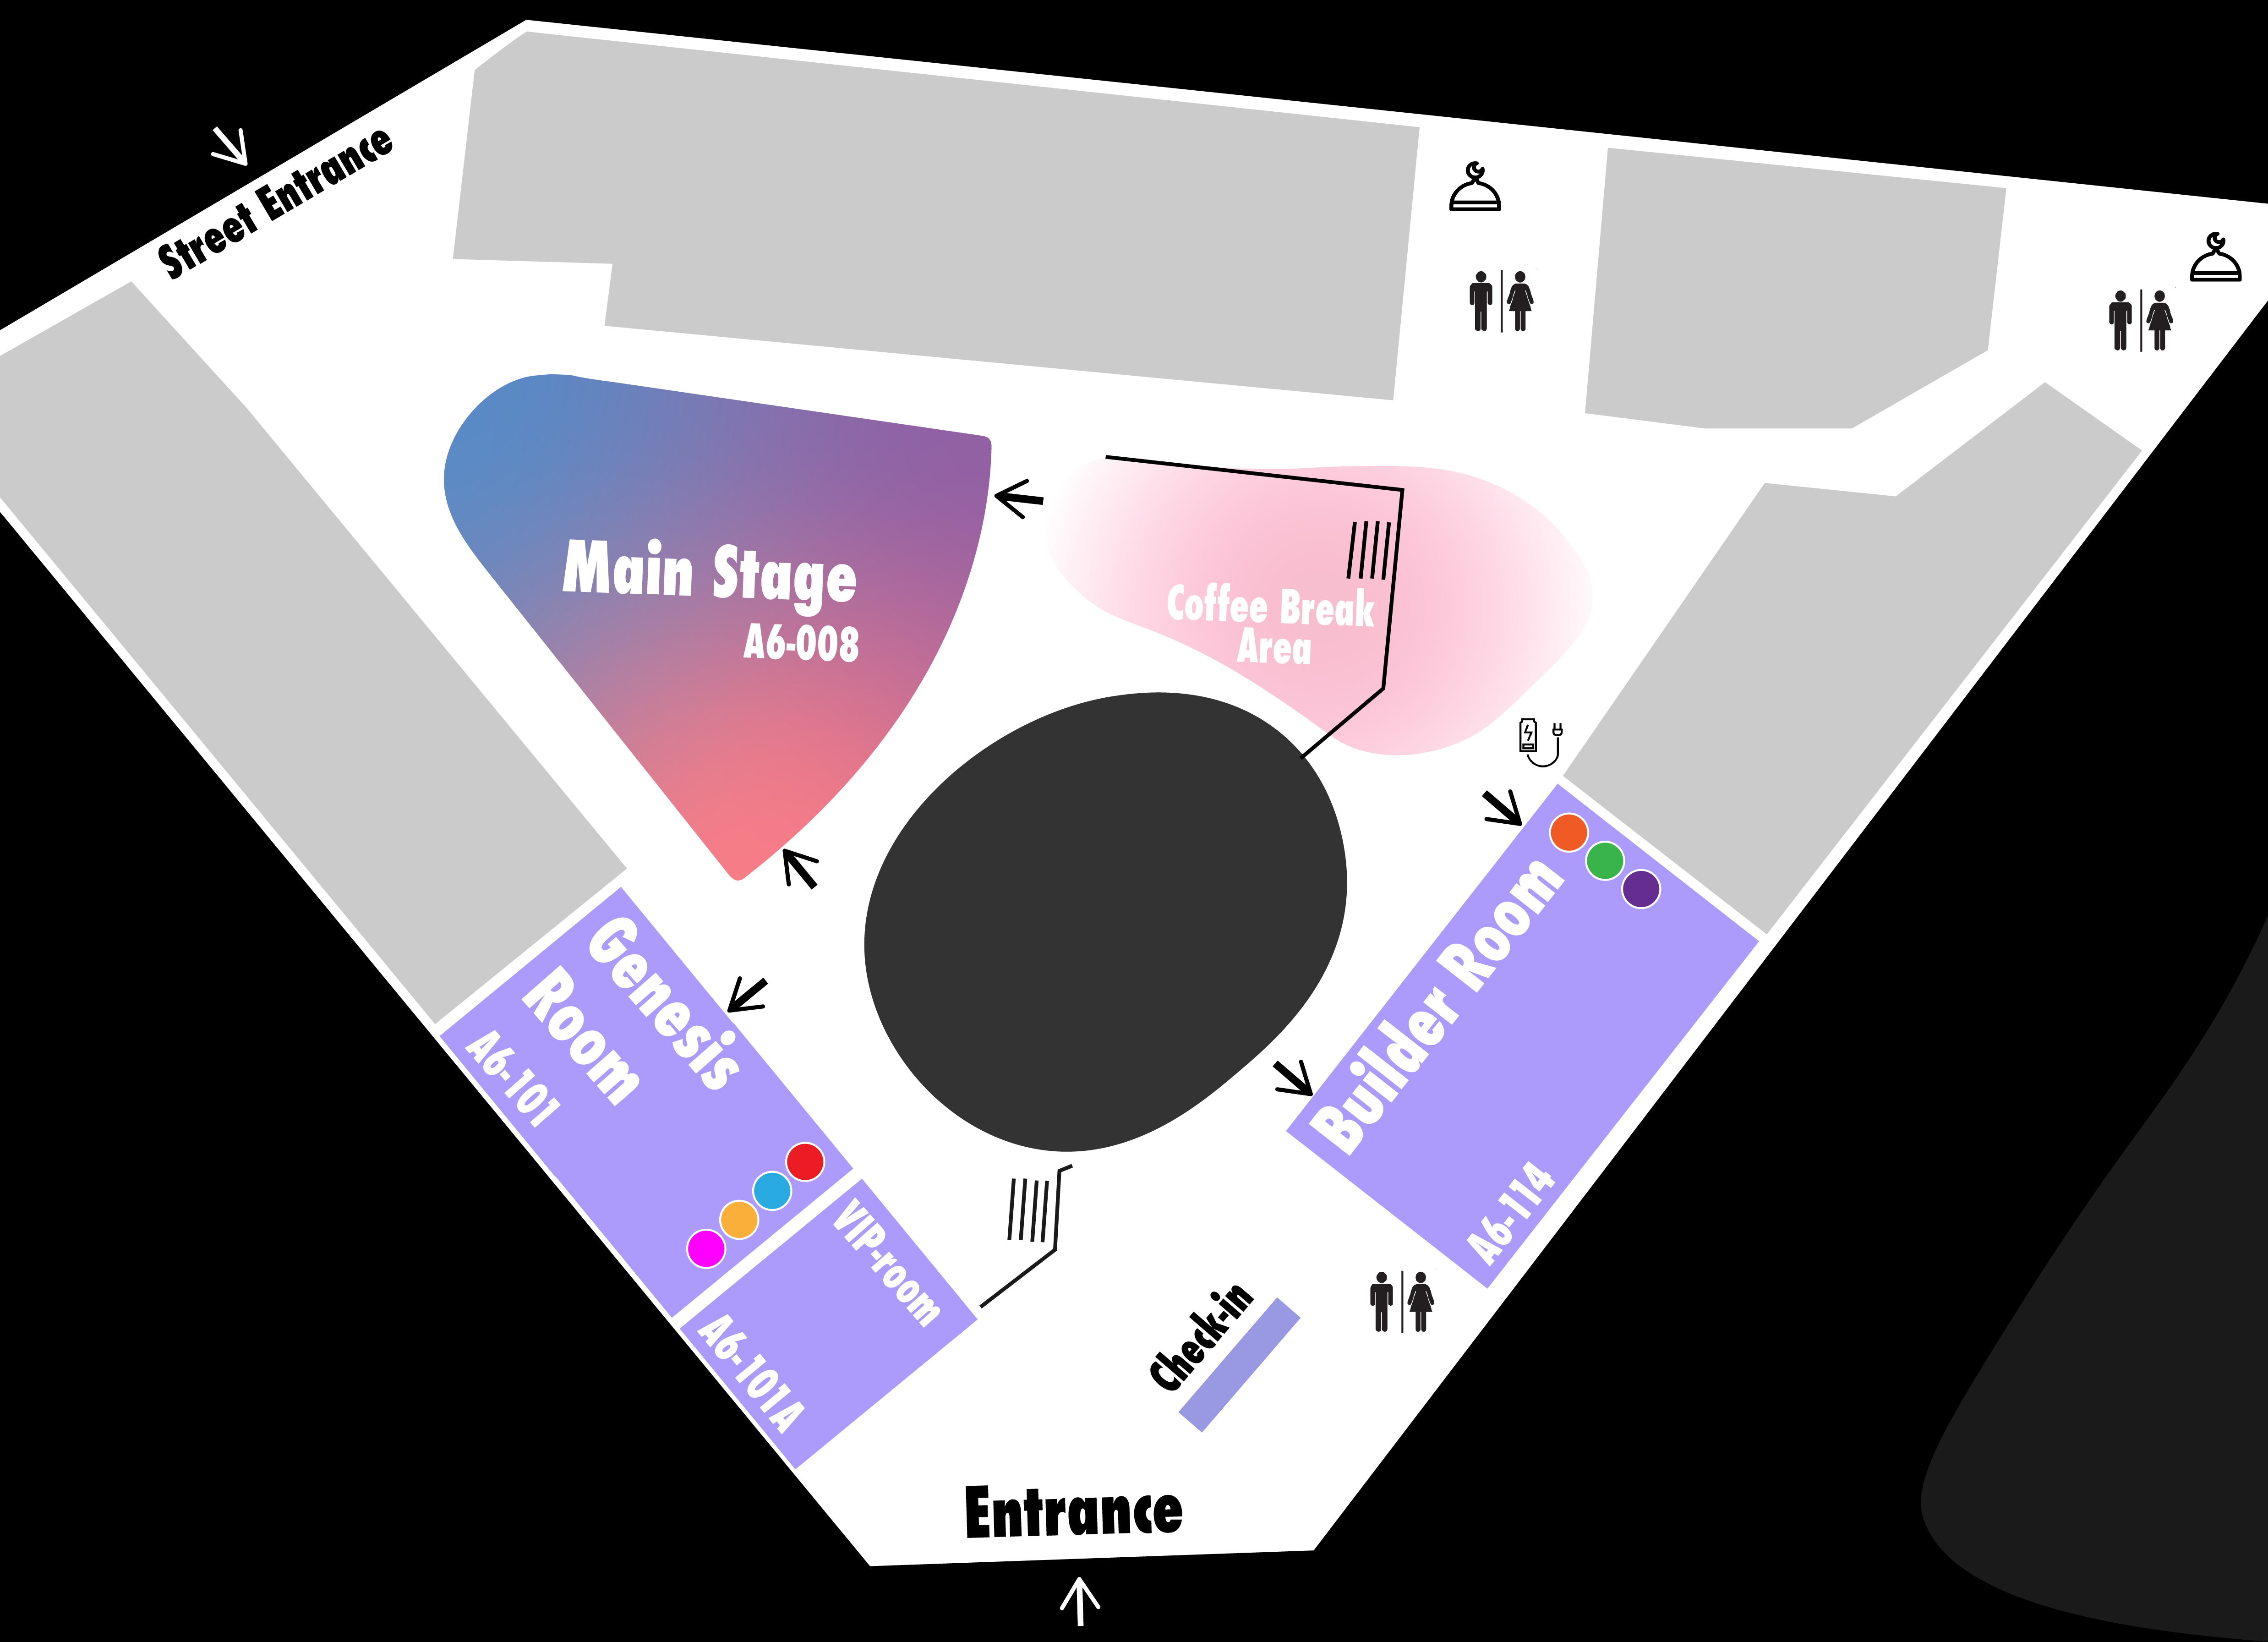 Street Entrance
Main Stage
A6-008
Coffee Break
Area
Genesis
Room
A6-101
Builder Room
A6-114
VIP room
A6-101A
Check-in
Entrance